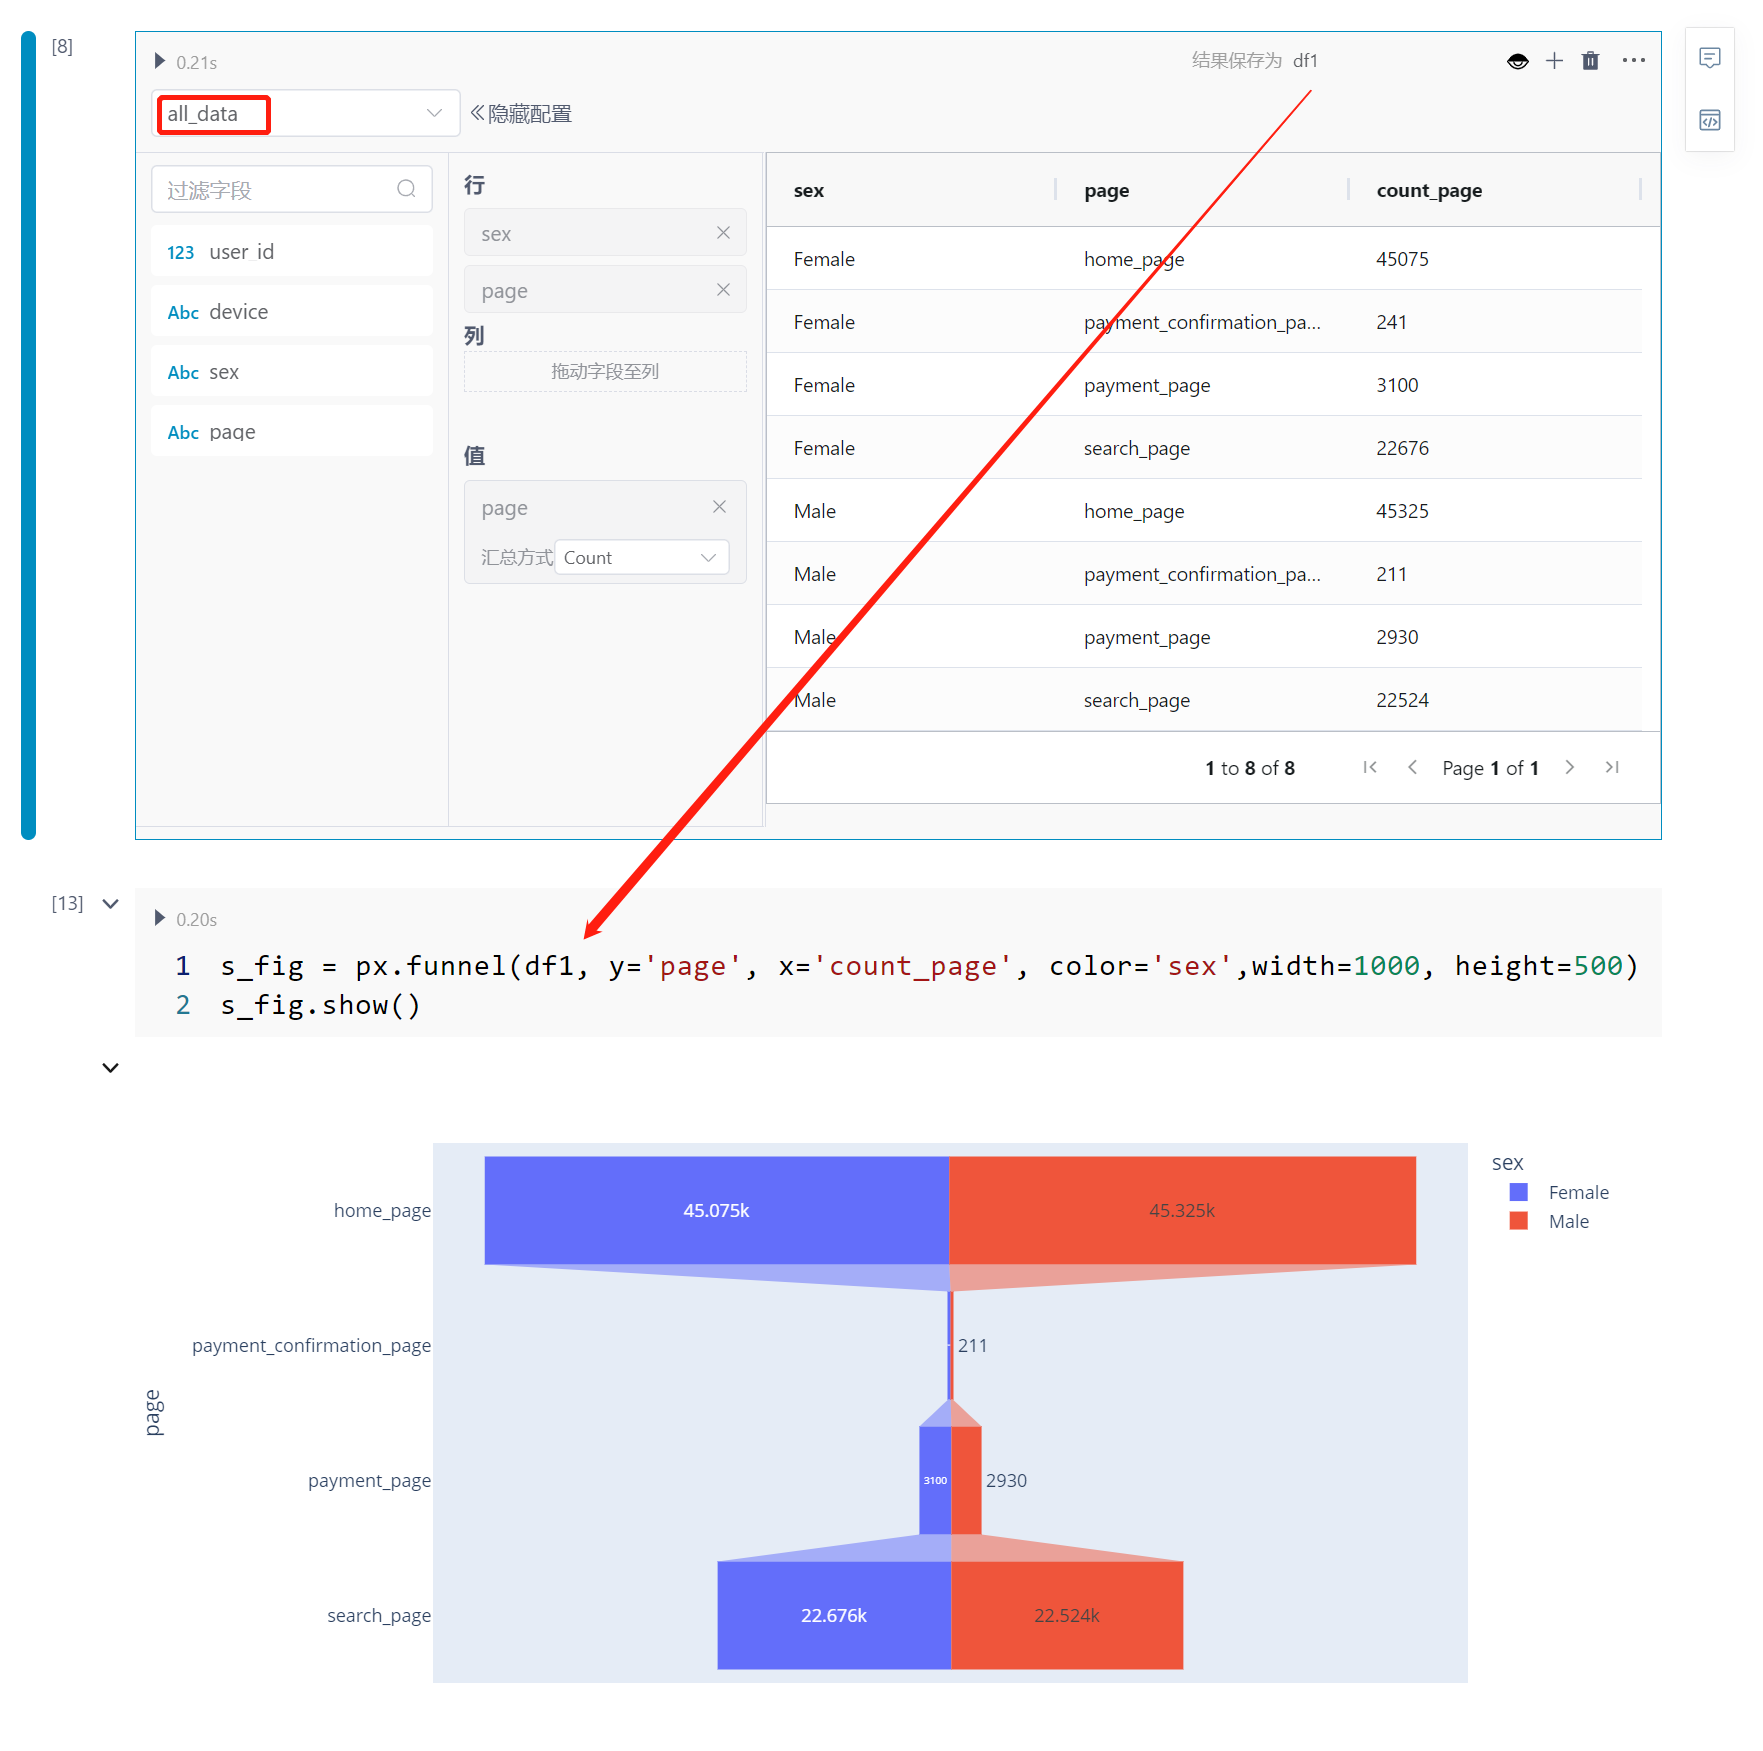 [8]
0.21s
结果保存为 df1
all_data
隐藏配置
过滤字段
123 user_id
Abc device
Abc sex
Abc page
行
sex
page
列
拖动字段至列
值
page
汇总方式 Count
sex page count_page
Female home_page 45075
Female payment_confirmation_pa... 241
Female payment_page 3100
Female search_page 22676
Male home_page 45325
Male payment_confirmation_pa... 211
Male payment_page 2930
Male search_page 22524
1 to 8 of 8 Page 1 of 1
[13]
0.20s
1 s_fig = px.funnel(df1, y='page', x='count_page', color='sex',width=1000, height=500)
2 s_fig.show()
sex
Female
Male
home_page 45.075k 45.325k
payment_confirmation_page 211
page
payment_page 3100 2930
search_page 22.676k 22.524k